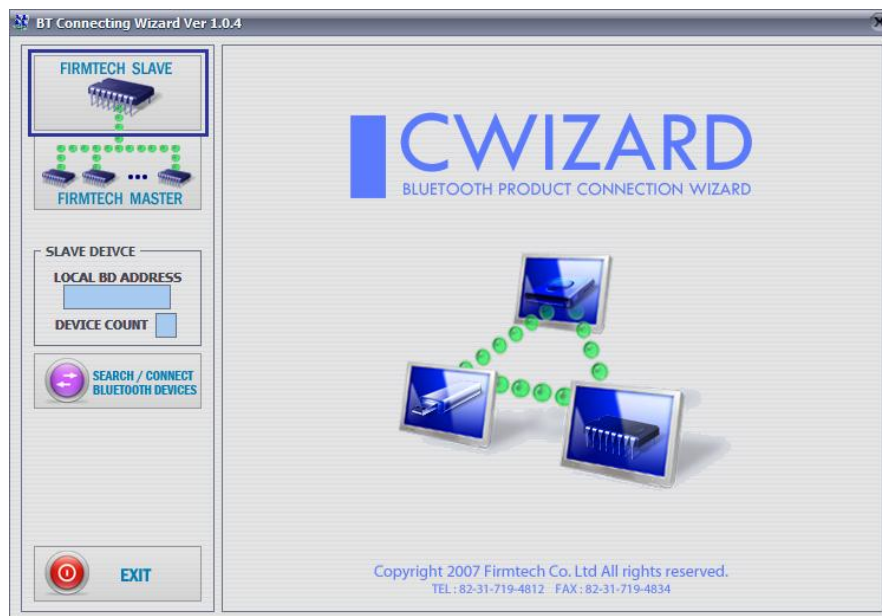 BT Connecting Wizard Ver 1.0.4
FIRMTECH SLAVE
FIRMTECH MASTER
SLAVE DEIVCE
LOCAL BD ADDRESS
DEVICE COUNT
SEARCH / CONNECT
BLUETOOTH DEVICES
EXIT
CWIZARD
BLUETOOTH PRODUCT CONNECTION WIZARD
Copyright 2007 Firmtech Co. Ltd All rights reserved.
TEL : 82-31-719-4812 FAX : 82-31-719-4834